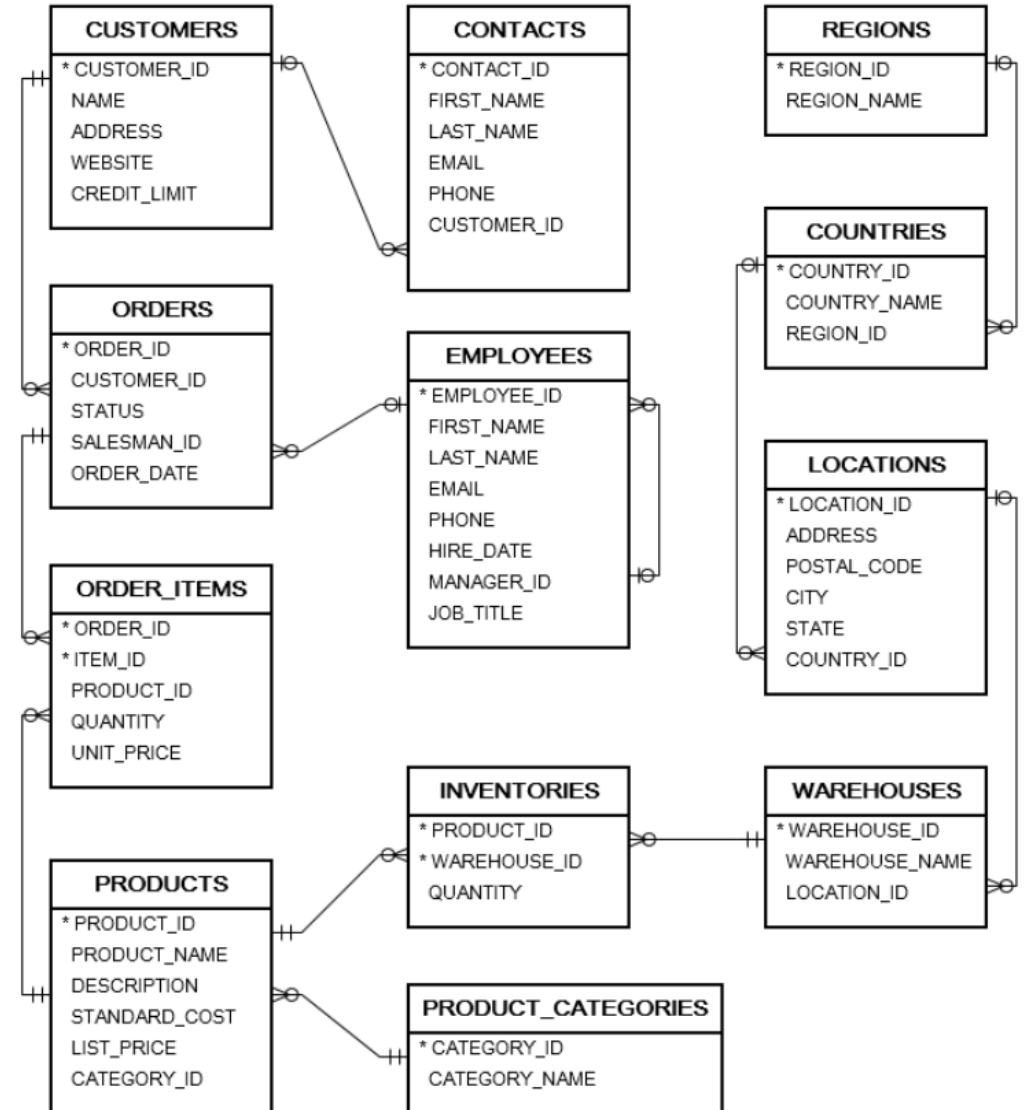 CUSTOMERS
* CUSTOMER_ID
NAME
ADDRESS
WEBSITE
CREDIT_LIMIT
CONTACTS
* CONTACT_ID
FIRST_NAME
LAST_NAME
EMAIL
PHONE
CUSTOMER_ID
REGIONS
* REGION_ID
REGION_NAME
COUNTRIES
* COUNTRY_ID
COUNTRY_NAME
REGION_ID
ORDERS
* ORDER_ID
CUSTOMER_ID
STATUS
SALESMAN_ID
ORDER_DATE
EMPLOYEES
* EMPLOYEE_ID
FIRST_NAME
LAST_NAME
EMAIL
PHONE
HIRE_DATE
MANAGER_ID
JOB_TITLE
LOCATIONS
* LOCATION_ID
ADDRESS
POSTAL_CODE
CITY
STATE
COUNTRY_ID
ORDER_ITEMS
* ORDER_ID
* ITEM_ID
PRODUCT_ID
QUANTITY
UNIT_PRICE
INVENTORIES
* PRODUCT_ID
* WAREHOUSE_ID
QUANTITY
WAREHOUSES
* WAREHOUSE_ID
WAREHOUSE_NAME
LOCATION_ID
PRODUCTS
* PRODUCT_ID
PRODUCT_NAME
DESCRIPTION
STANDARD_COST
LIST_PRICE
CATEGORY_ID
PRODUCT_CATEGORIES
* CATEGORY_ID
CATEGORY_NAME